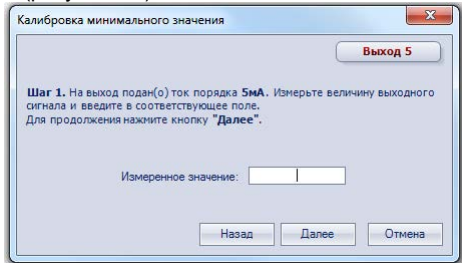 Калибровка минимального значения
Выход 5
Шаг 1. На выход подан(о) ток порядка 5мА. Измерьте величину выходного
сигнала и введите в соответствующее поле.
Для продолжения нажмите кнопку "Далее".
Измеренное значение:
Назад Далее Отмена